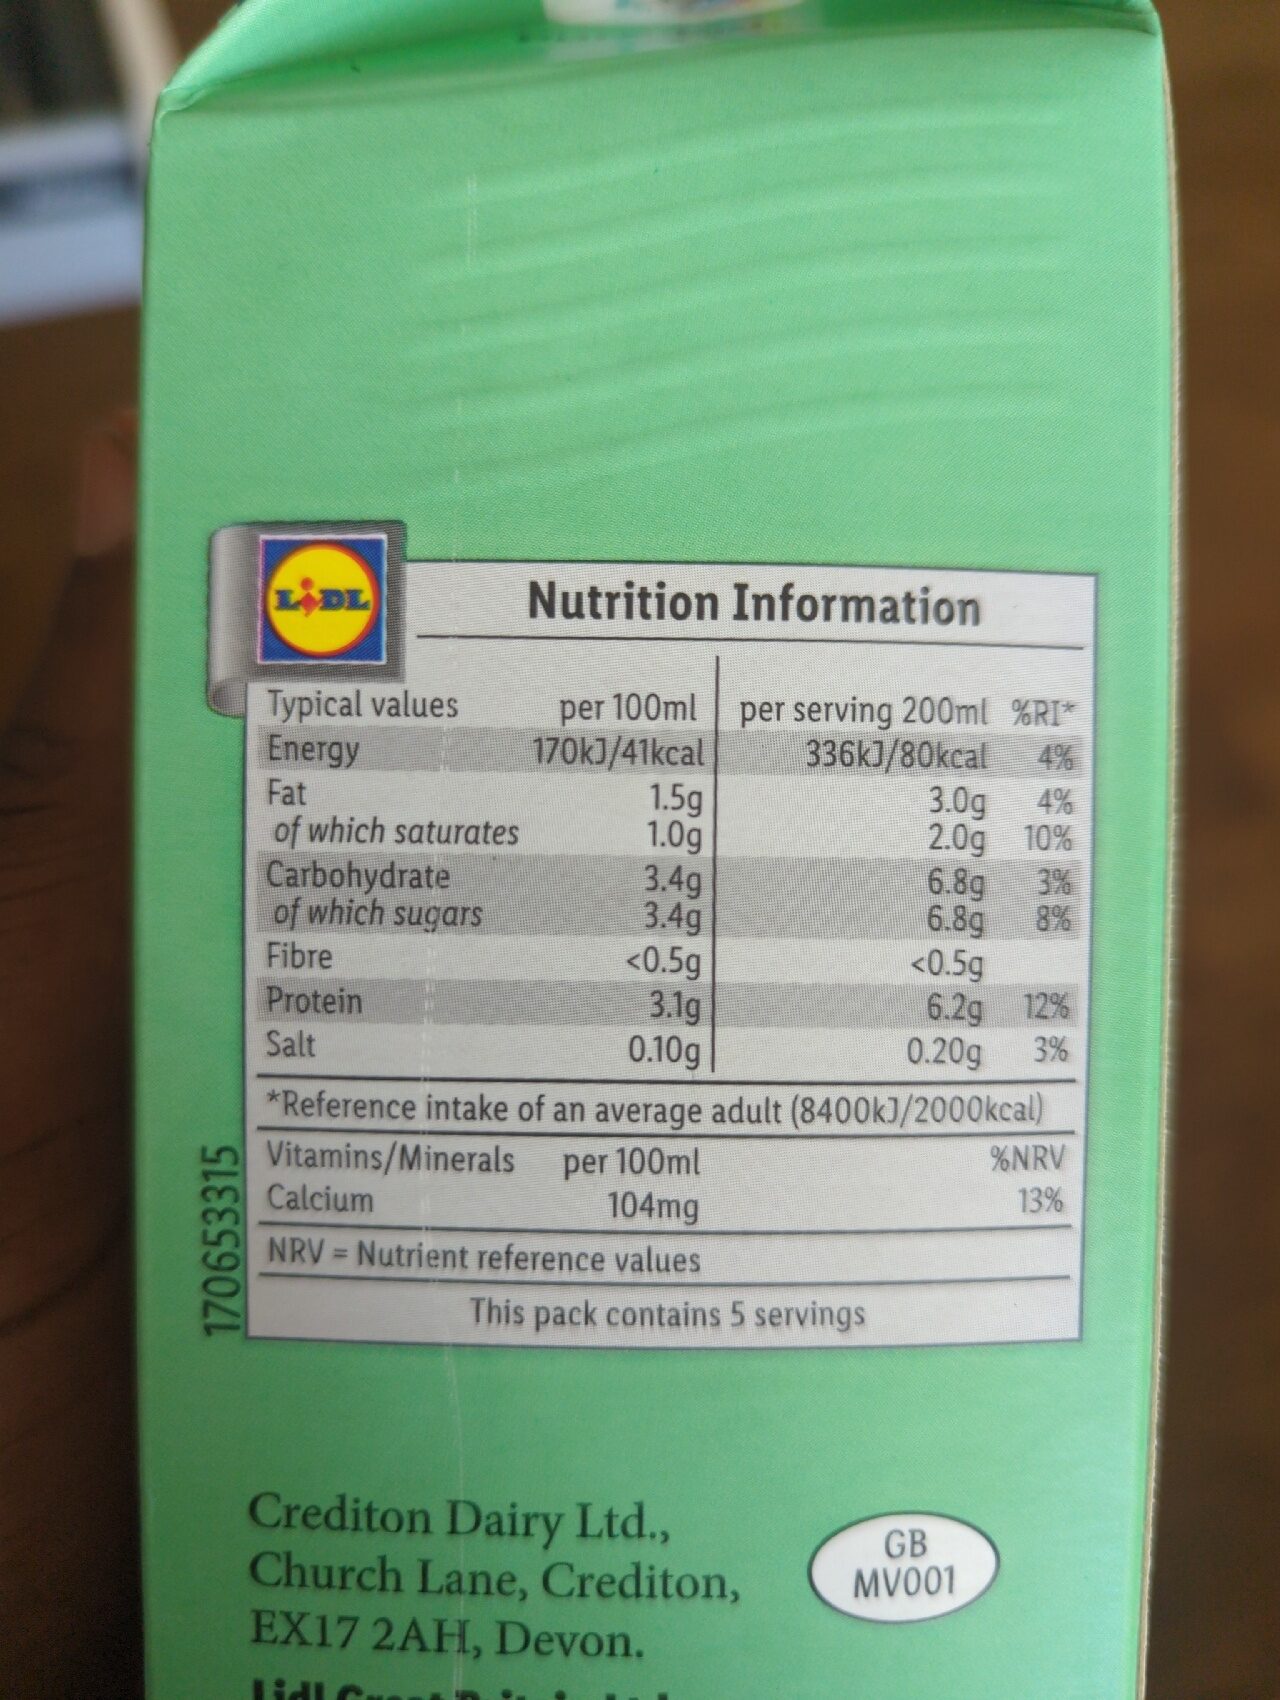 LIDL
Nutrition Information
Typical values per 100ml per serving 200ml %RI*
Energy 170kJ/41kcal 336kJ/80kcal 4%
Fat 1.5g 3.0g 4%
of which saturates 1.0g 2.0g 10%
Carbohydrate 3.4g 6.8g 3%
of which sugars 3.4g 6.8g 8%
Fibre <0.5g <0.5g
Protein 3.1g 6.2g 12%
Salt 0.10g 0.20g 3%
*Reference intake of an average adult (8400kJ/2000kcal)
Vitamins/Minerals per 100ml %NRV
Calcium 104mg 13%
NRV = Nutrient reference values
This pack contains 5 servings
170653315
Crediton Dairy Ltd.,
Church Lane, Crediton,
EX17 2AH, Devon.
GB
MV001
Lidl